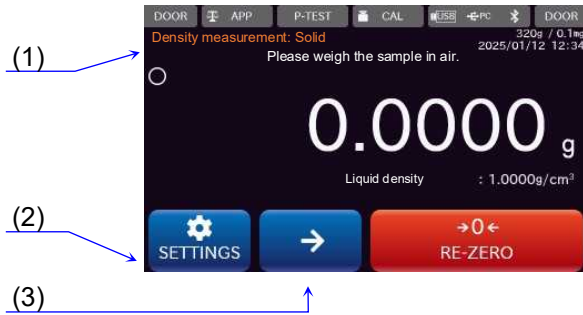 DOOR APP P-TEST CAL USB PC DOOR
Density measurement: Solid 320g / 0.1mg
2025/01/12 12:34
Please weigh the sample in air.
(1)
0.0000 g
Liquid density : 1.0000g/cm³
(2)
SETTINGS → →0← RE-ZERO
(3)